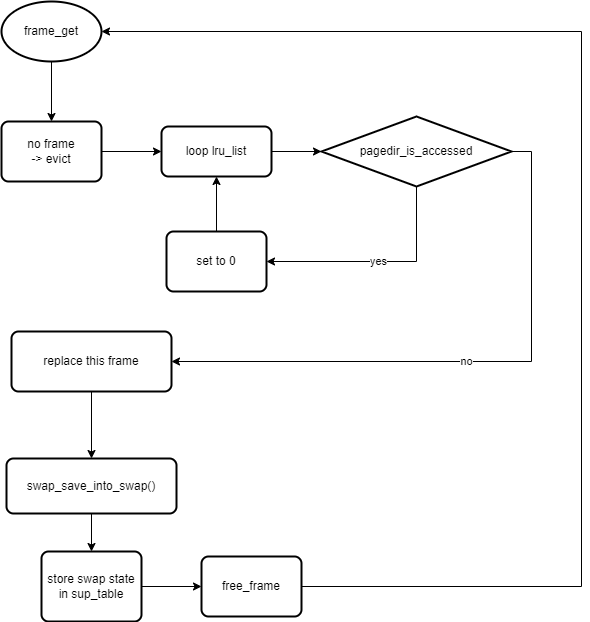 frame_get
no frame
-> evict
loop lru_list
pagedir_is_accessed
set to 0
yes
replace this frame
no
swap_save_into_swap()
store swap state
in sup_table
free_frame